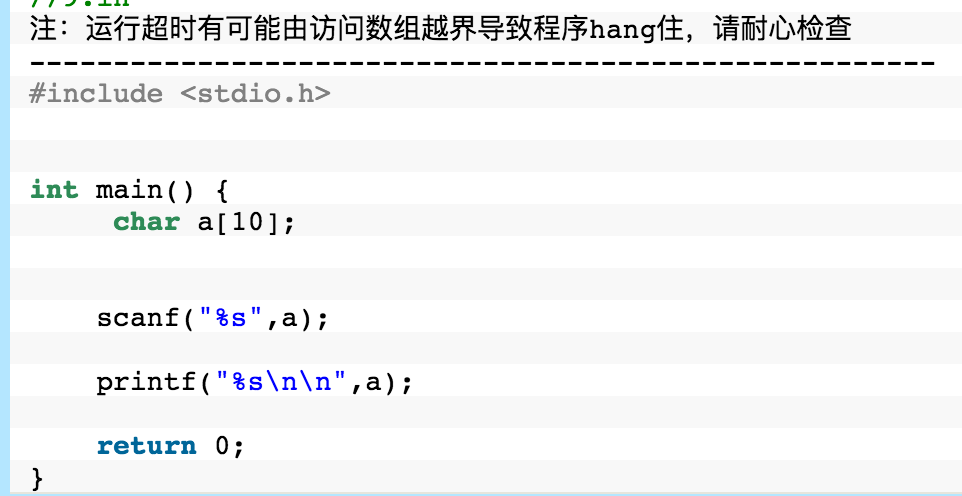 //9.in
注：运行超时有可能由访问数组越界导致程序hang住，请耐心检查
------------------------------------------------------
#include <stdio.h>
int main() {
char a[10];
scanf("%s",a);
printf("%s\n\n",a);
return 0;
}